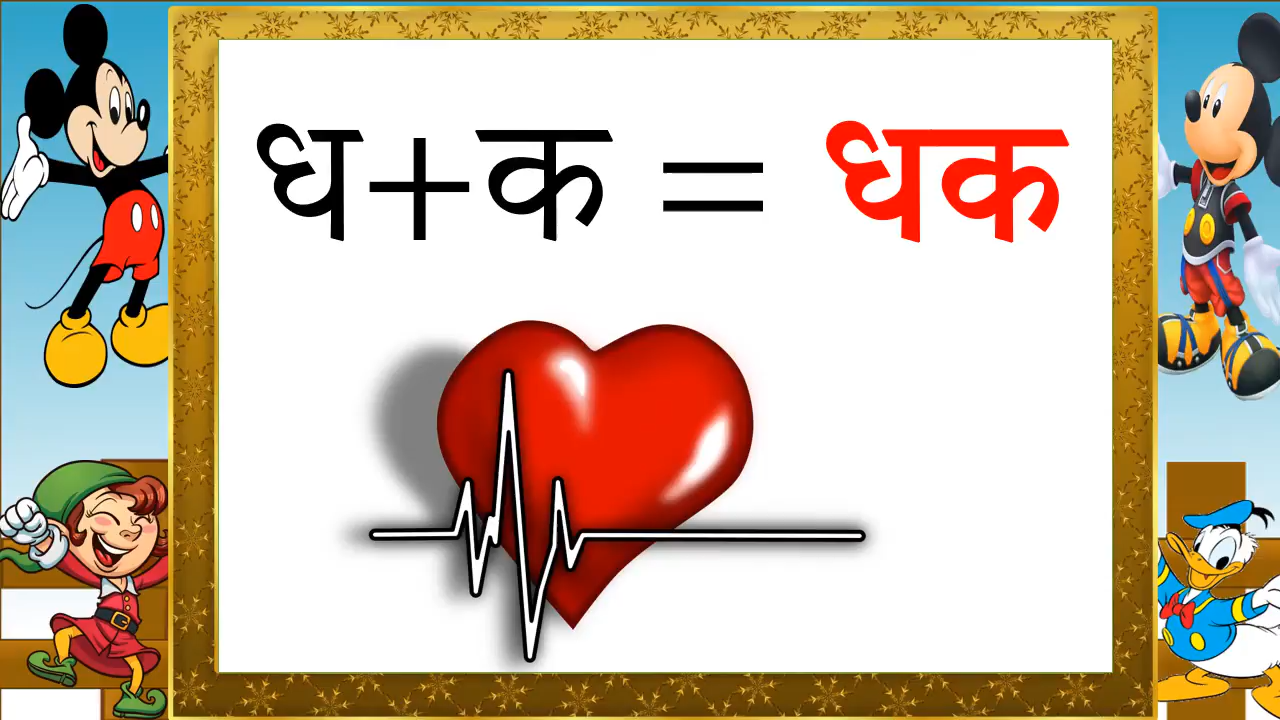 ध+क = धक